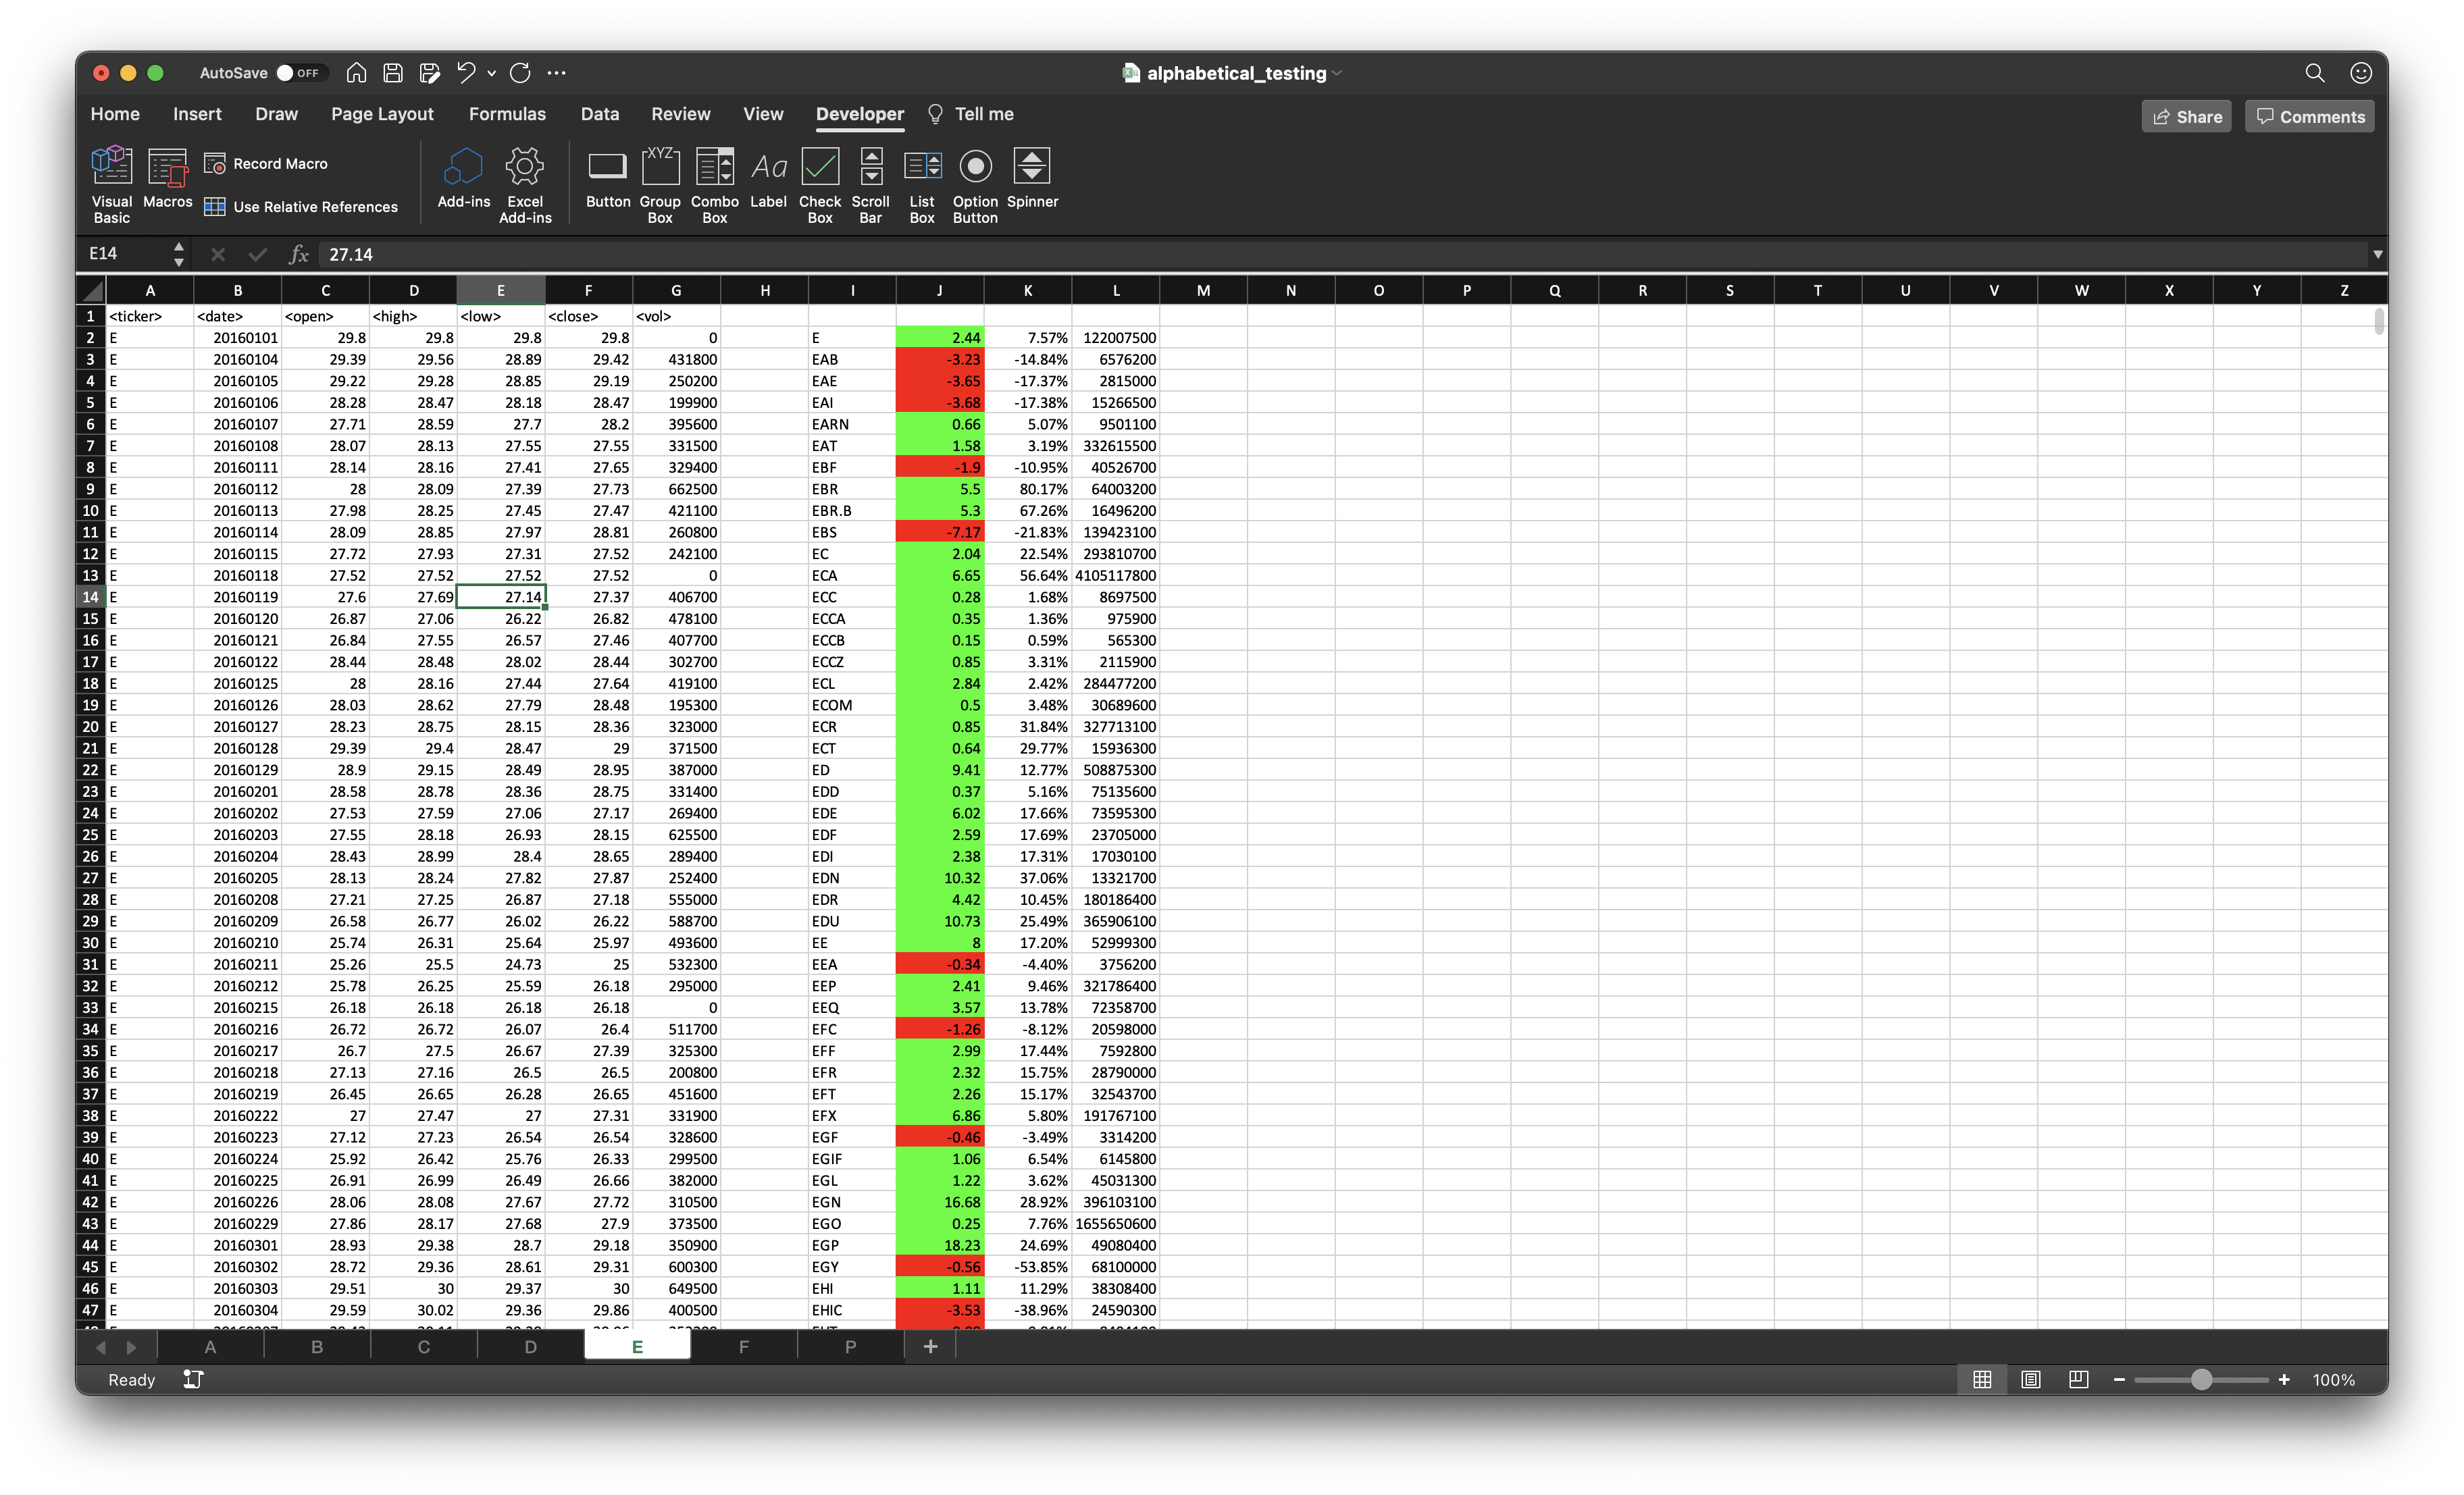 AutoSave OFF alphabetical_testing
Home Insert Draw Page Layout Formulas Data Review View Developer Tell me Share Comments
Visual Basic Macros Record Macro Use Relative References Add-ins Excel Add-ins Button Group Box Combo Box Label Check Box Scroll Bar List Box Option Button Spinner
XYZ Aa
E14 fx 27.14
A B C D E F G H I J K L M N O P Q R S T U V W X Y Z
1 <ticker> <date> <open> <high> <low> <close> <vol>
2 E 20160101 29.8 29.8 29.8 29.8 0 E 2.44 7.57% 122007500
3 E 20160104 29.39 29.56 28.89 29.42 431800 EAB -3.23 -14.84% 6576200
4 E 20160105 29.22 29.28 28.85 29.19 250200 EAE -3.65 -17.37% 2815000
5 E 20160106 28.28 28.47 28.18 28.47 199900 EAI -3.68 -17.38% 15266500
6 E 20160107 27.71 28.59 27.7 28.2 395600 EARN 0.66 5.07% 9501100
7 E 20160108 28.07 28.13 27.55 27.55 331500 EAT 1.58 3.19% 332615500
8 E 20160111 28.14 28.16 27.41 27.65 329400 EBF -1.9 -10.95% 40526700
9 E 20160112 28 28.09 27.39 27.73 662500 EBR 5.5 80.17% 64003200
10 E 20160113 27.98 28.25 27.45 27.47 421100 EBR.B 5.3 67.26% 16496200
11 E 20160114 28.09 28.85 27.97 28.81 260800 EBS -7.17 -21.83% 139423100
12 E 20160115 27.72 27.93 27.31 27.52 242100 EC 2.04 22.54% 293810700
13 E 20160118 27.52 27.52 27.52 27.52 0 ECA 6.65 56.64% 4105117800
14 E 20160119 27.6 27.69 27.14 27.37 406700 ECC 0.28 1.68% 8697500
15 E 20160120 26.87 27.06 26.22 26.82 478100 ECCA 0.35 1.36% 975900
16 E 20160121 26.84 27.55 26.57 27.46 407700 ECCB 0.15 0.59% 565300
17 E 20160122 28.44 28.48 28.02 28.44 302700 ECCZ 0.85 3.31% 2115900
18 E 20160125 28 28.16 27.44 27.64 419100 ECL 2.84 2.42% 284477200
19 E 20160126 28.03 28.62 27.79 28.48 195300 ECOM 0.5 3.48% 30689600
20 E 20160127 28.23 28.75 28.15 28.36 323000 ECR 0.85 31.84% 327713100
21 E 20160128 29.39 29.4 28.47 29 371500 ECT 0.64 29.77% 15936300
22 E 20160129 28.9 29.15 28.49 28.95 387000 ED 9.41 12.77% 508875300
23 E 20160201 28.58 28.78 28.36 28.75 331400 EDD 0.37 5.16% 75135600
24 E 20160202 27.53 27.59 27.06 27.17 269400 EDE 6.02 17.66% 73595300
25 E 20160203 27.55 28.18 26.93 28.15 625500 EDF 2.59 17.69% 23705000
26 E 20160204 28.43 28.99 28.4 28.65 289400 EDI 2.38 17.31% 17030100
27 E 20160205 28.13 28.24 27.82 27.87 252400 EDN 10.32 37.06% 13321700
28 E 20160208 27.21 27.25 26.87 27.18 555000 EDR 4.42 10.45% 180186400
29 E 20160209 26.58 26.77 26.02 26.22 588700 EDU 10.73 25.49% 365906100
30 E 20160210 25.74 26.31 25.64 25.97 493600 EE 8 17.20% 52999300
31 E 20160211 25.26 25.5 24.73 25 532300 EEA -0.34 -4.40% 3756200
32 E 20160212 25.78 26.25 25.59 26.18 295000 EEP 2.41 9.46% 321786400
33 E 20160215 26.18 26.18 26.18 26.18 0 EEQ 3.57 13.78% 72358700
34 E 20160216 26.72 26.72 26.07 26.4 511700 EFC -1.26 -8.12% 20598000
35 E 20160217 26.7 27.5 26.67 27.39 325300 EFF 2.99 17.44% 7592800
36 E 20160218 27.13 27.16 26.5 26.5 200800 EFR 2.32 15.75% 28790000
37 E 20160219 26.45 26.65 26.28 26.65 451600 EFT 2.26 15.17% 32543700
38 E 20160222 27 27.47 27 27.31 331900 EFX 6.86 5.80% 191767100
39 E 20160223 27.12 27.23 26.54 26.54 328600 EGF -0.46 -3.49% 3314200
40 E 20160224 25.92 26.42 25.76 26.33 299500 EGIF 1.06 6.54% 6145800
41 E 20160225 26.91 26.99 26.49 26.66 382000 EGL 1.22 3.62% 45031300
42 E 20160226 28.06 28.08 27.67 27.72 310500 EGN 16.68 28.92% 396103100
43 E 20160229 27.86 28.17 27.68 27.9 373500 EGO 0.25 7.76% 1655650600
44 E 20160301 28.93 29.38 28.7 29.18 350900 EGP 18.23 24.69% 49080400
45 E 20160302 28.72 29.36 28.61 29.31 600300 EGY -0.56 -53.85% 68100000
46 E 20160303 29.51 30 29.37 30 649500 EHI 1.11 11.29% 38308400
47 E 20160304 29.59 30.02 29.36 29.86 400500 EHIC -3.53 -38.96% 24590300
A B C D E F P +
Ready 100%